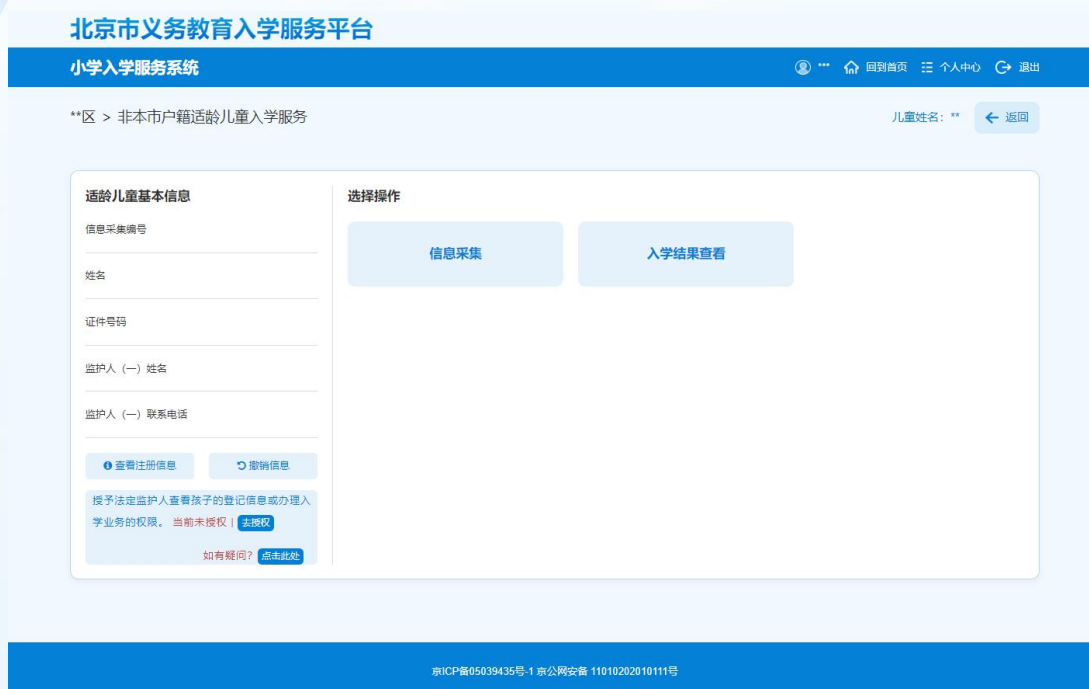 北京市义务教育入学服务平台
小学入学服务系统
*** 回到首页 个人中心 退出
**区 > 非本市户籍适龄儿童入学服务
儿童姓名：** 返回
适龄儿童基本信息
选择操作
信息采集编号
信息采集 入学结果查看
姓名
证件号码
监护人（一）姓名
监护人（一）联系电话
查看注册信息 撤销信息
授予法定监护人查看孩子的登记信息或办理入
学业务的权限。 当前未授权 | 去授权
如有疑问？ 点击此处
京ICP备05039435号-1 京公网安备 11010202010111号